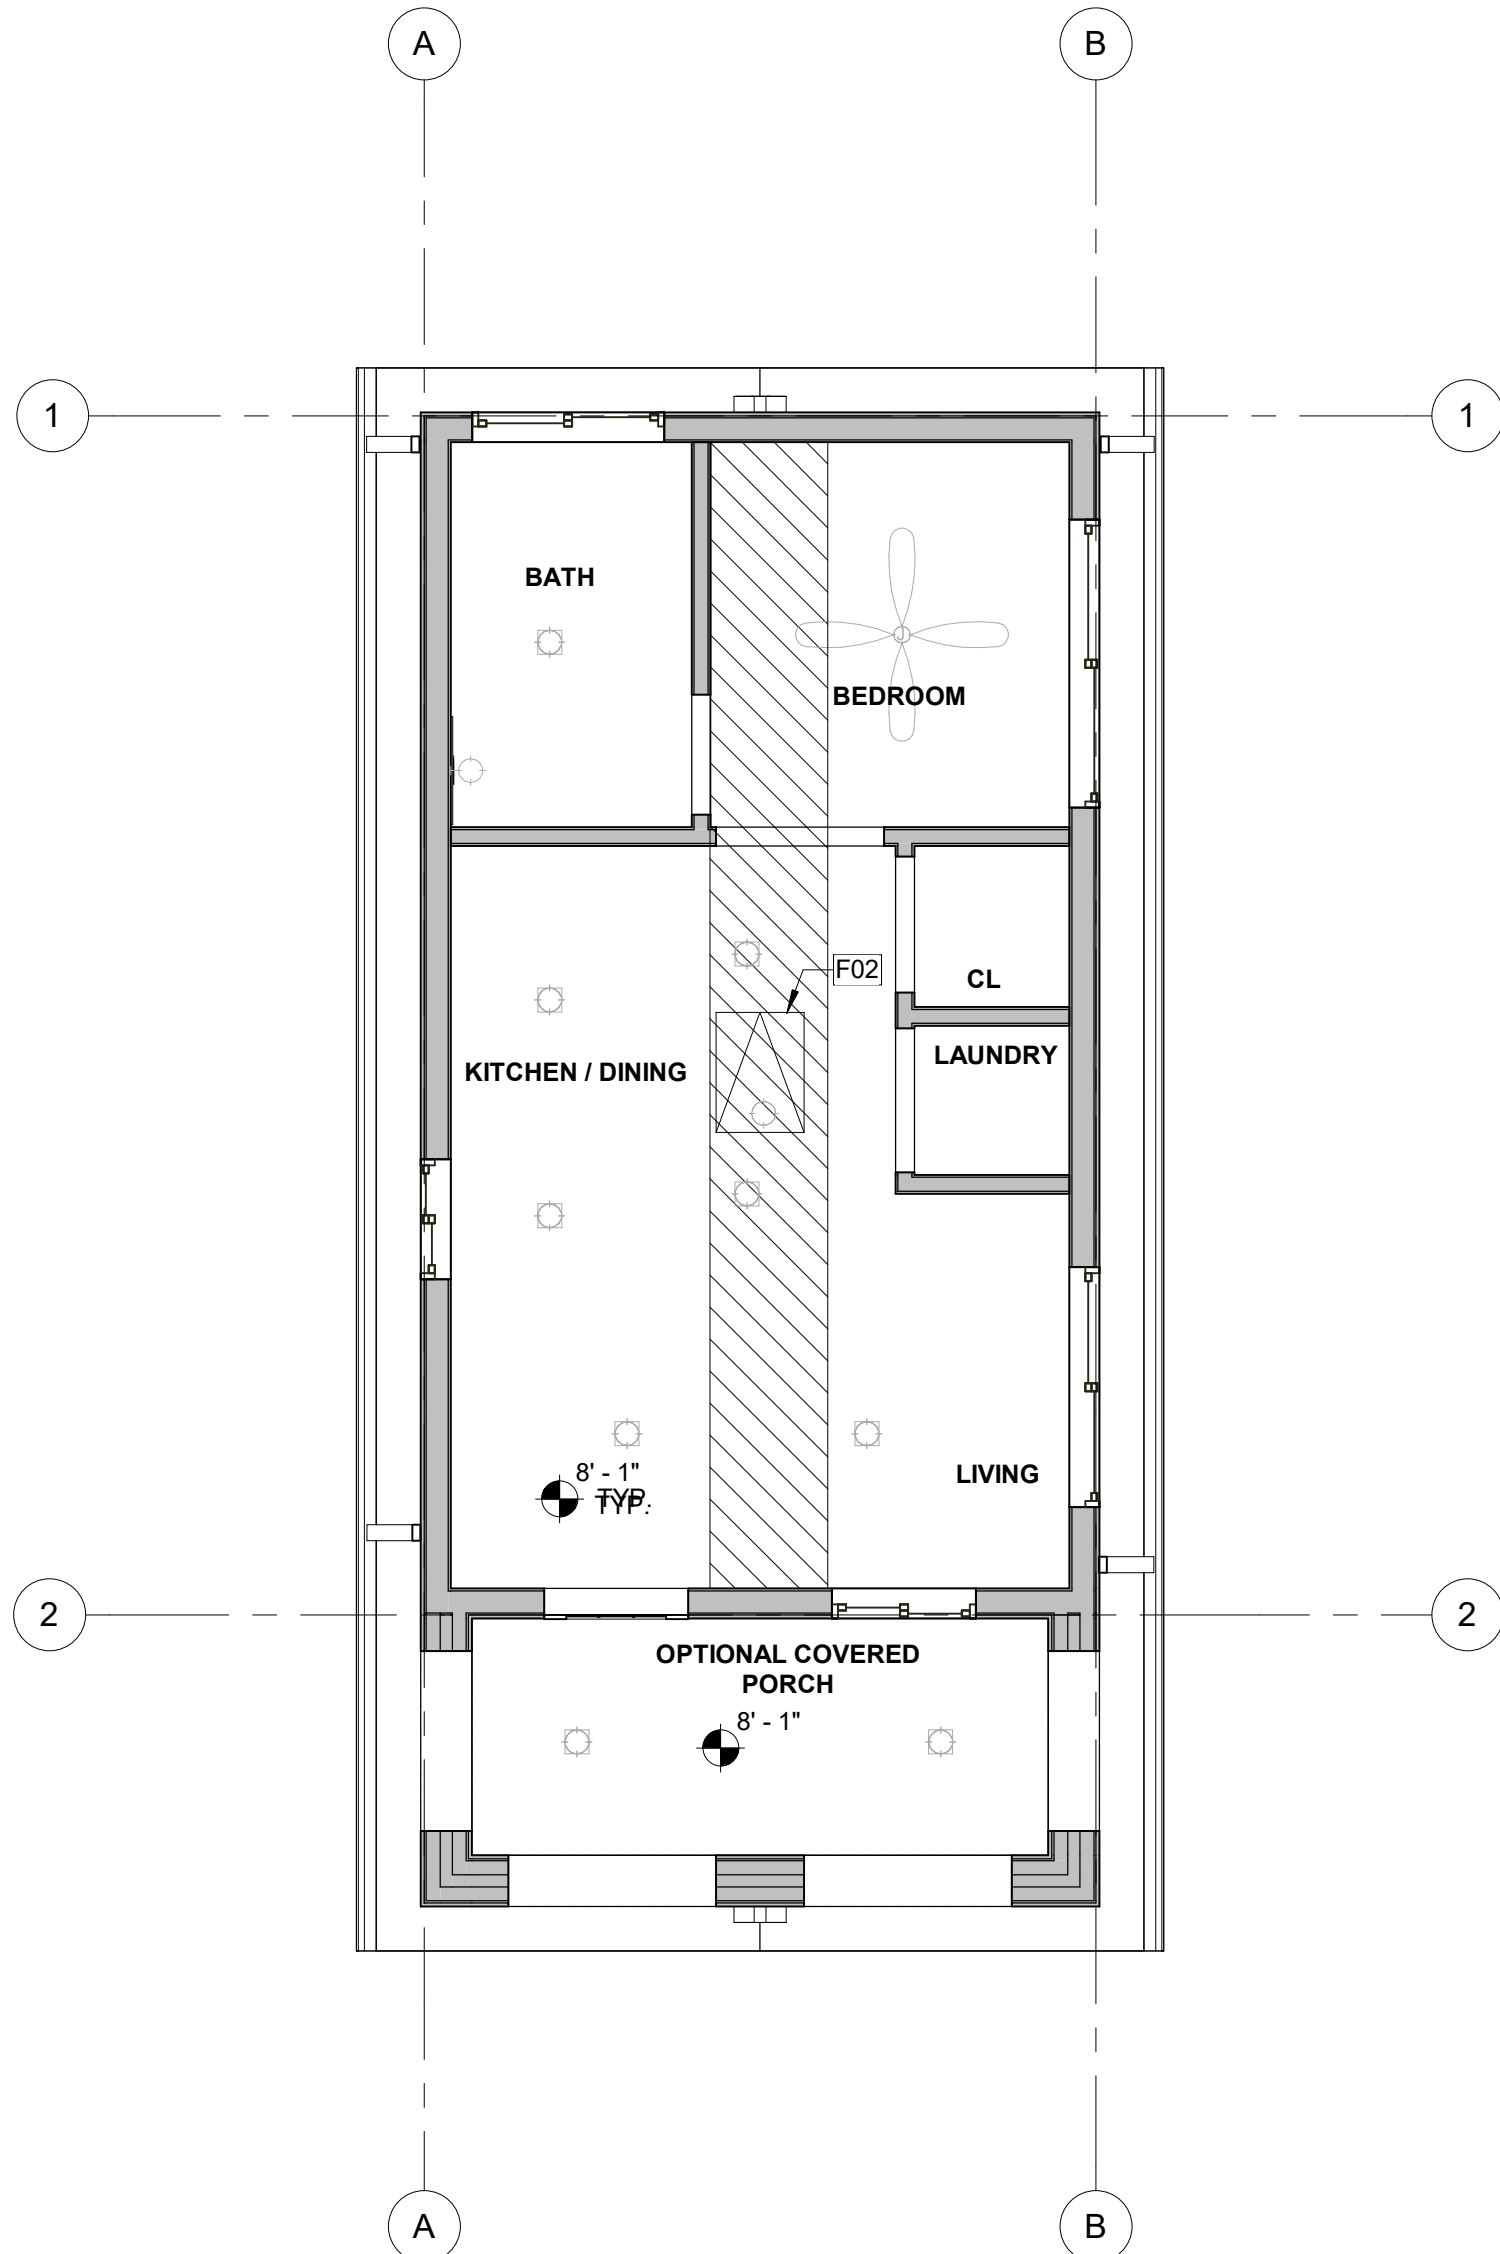 A
B
1
1
BATH
J
BEDROOM
F02
CL
KITCHEN / DINING
LAUNDRY
LIVING
8' - 1"
TYP.
TYP.
2
2
OPTIONAL COVERED
PORCH
8' - 1"
A
B